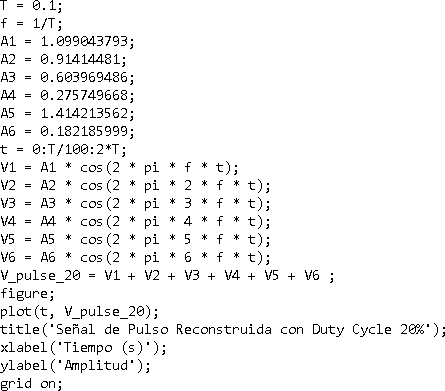 T = 0.1;
f = 1/T;
A1 = 1.099043793;
A2 = 0.91414481;
A3 = 0.603969486;
A4 = 0.275749668;
A5 = 1.414213562;
A6 = 0.182185999;
t = 0:T/100:2*T;
V1 = A1 * cos(2 * pi * f * t);
V2 = A2 * cos(2 * pi * 2 * f * t);
V3 = A3 * cos(2 * pi * 3 * f * t);
V4 = A4 * cos(2 * pi * 4 * f * t);
V5 = A5 * cos(2 * pi * 5 * f * t);
V6 = A6 * cos(2 * pi * 6 * f * t);
V_pulse_20 = V1 + V2 + V3 + V4 + V5 + V6 ;
figure;
plot(t, V_pulse_20);
title('Señal de Pulso Reconstruida con Duty Cycle 20%');
xlabel('Tiempo (s)');
ylabel('Amplitud');
grid on;